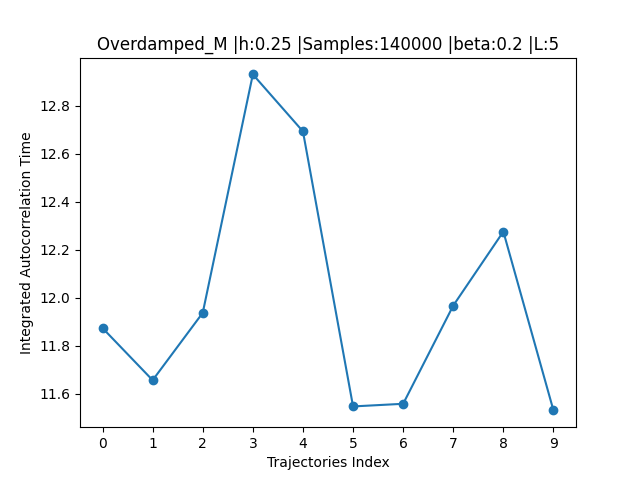 Overdamped_M |h:0.25 |Samples:140000 |beta:0.2 |L:5
12.8
12.6
12.4
12.2
12.0
11.8
11.6
Integrated Autocorrelation Time
0 1 2 3 4 5 6 7 8 9
Trajectories Index